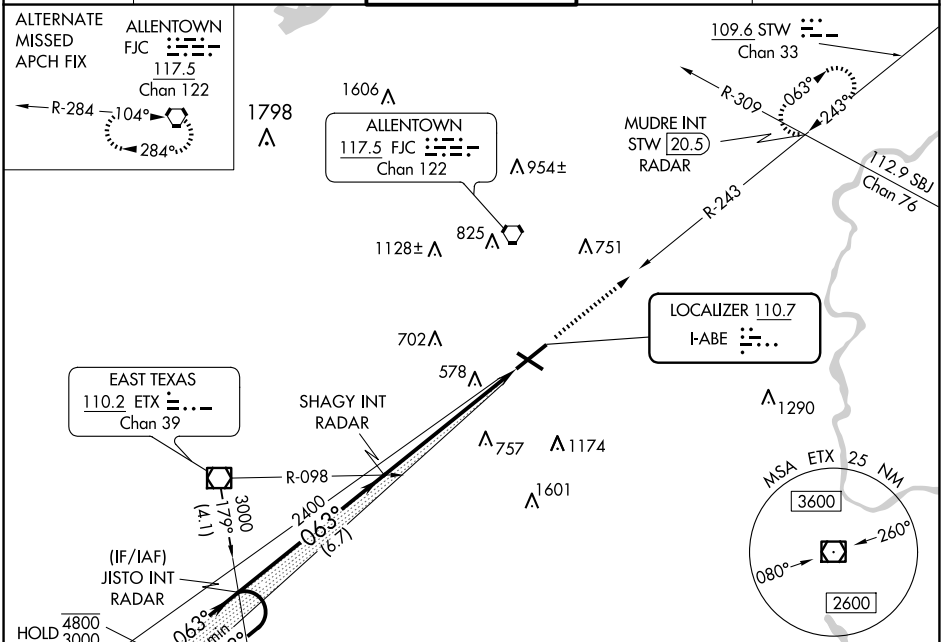 ALTERNATE
MISSED
APCH FIX
ALLENTOWN
FJC
117.5
Chan 122
R-284
104°
284°
1798
1606
ALLENTOWN
117.5 FJC
Chan 122
954±
109.6 STW
Chan 33
R-309
063°
243°
MUDRE INT
STW 20.5
RADAR
112.9 SBJ
Chan 76
R-243
825
1128±
751
LOCALIZER 110.7
I-ABE
702
578
EAST TEXAS
110.2 ETX
Chan 39
SHAGY INT
RADAR
1290
757
1174
R-098
1601
MSA ETX 25 NM
3600
260°
080°
2600
3000
179°
(4.1)
2400
063°
(6.7)
(IF/IAF)
JISTO INT
RADAR
063°
min
HOLD 4800
3000